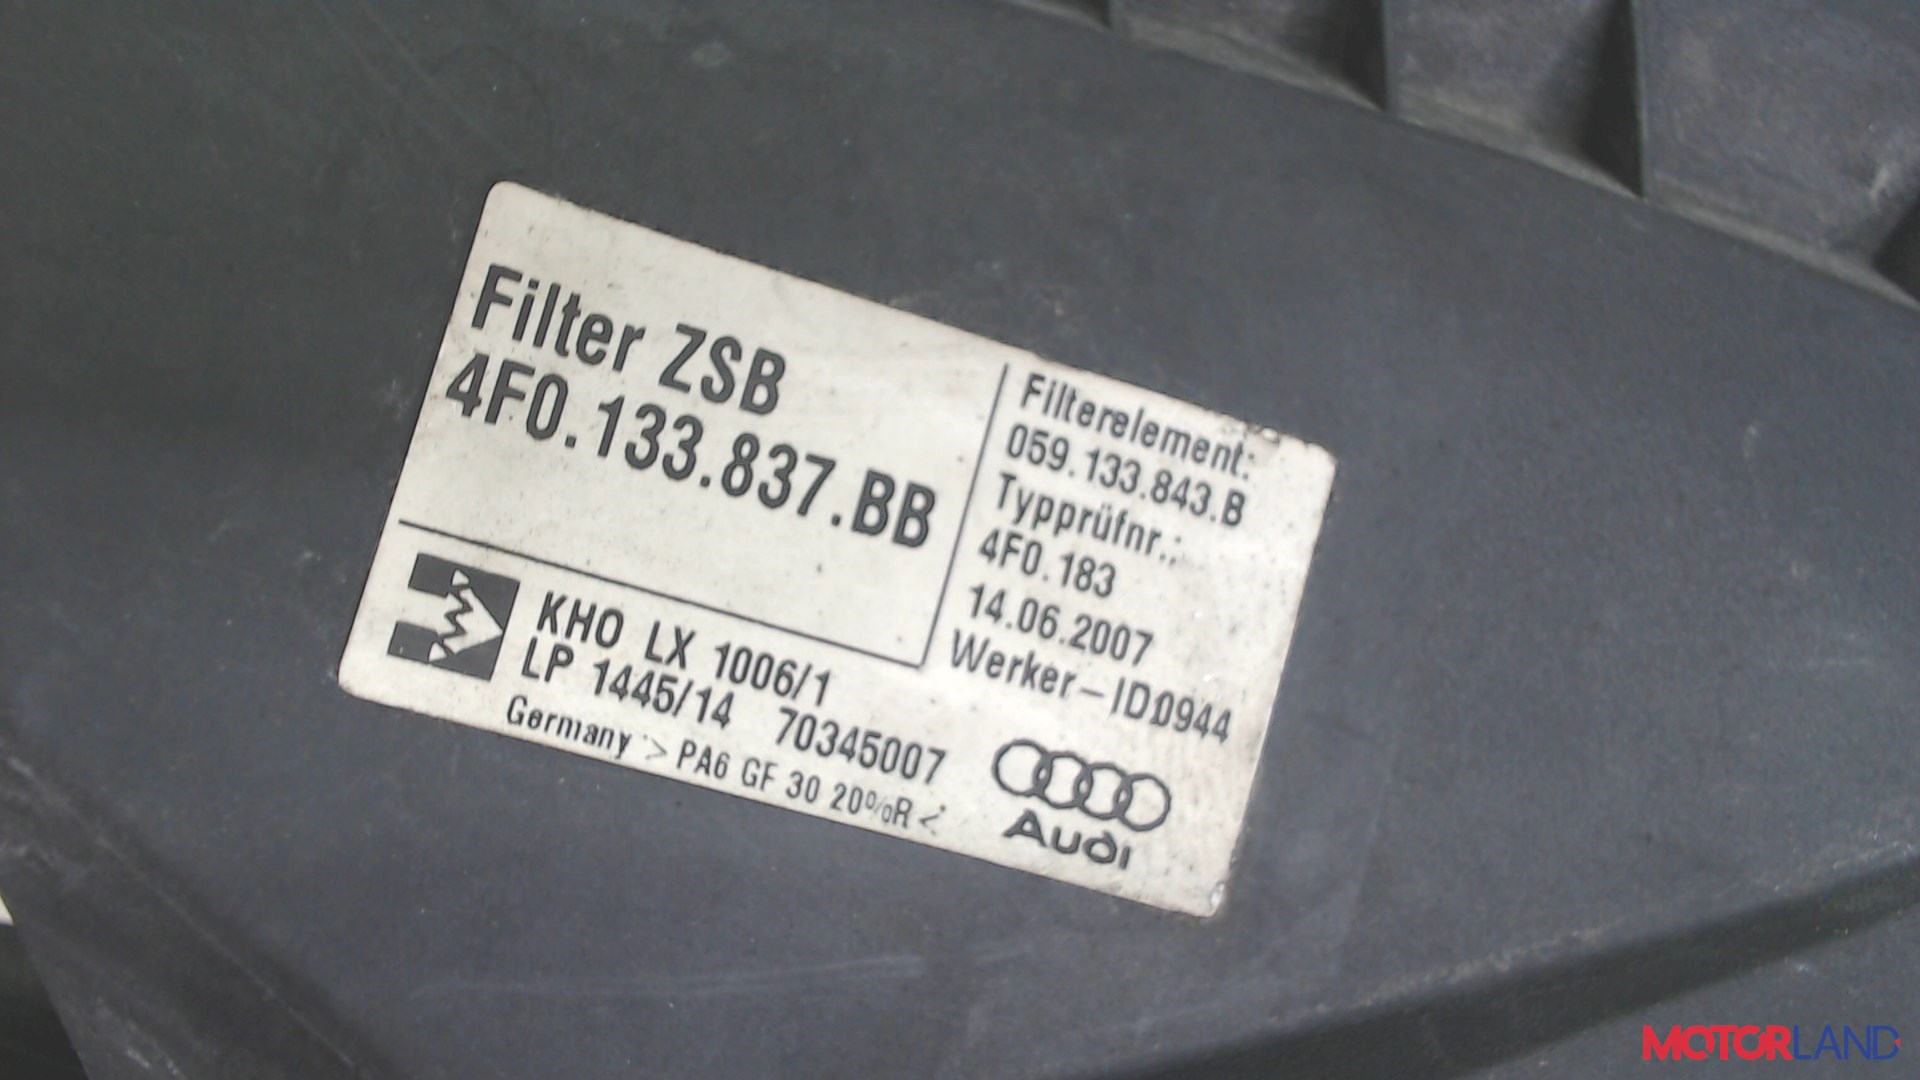 Filter ZSB
4F0.133.837.BB
Filterelement:
059.133.843.B
Typprüfnr.:
4F0.183
14.06.2007
Werker-ID0944
KHO LX 1006/1
LP 1445/14 70345007
Germany > PA6 GF 30 20%R <
Audi
MOTORLAND